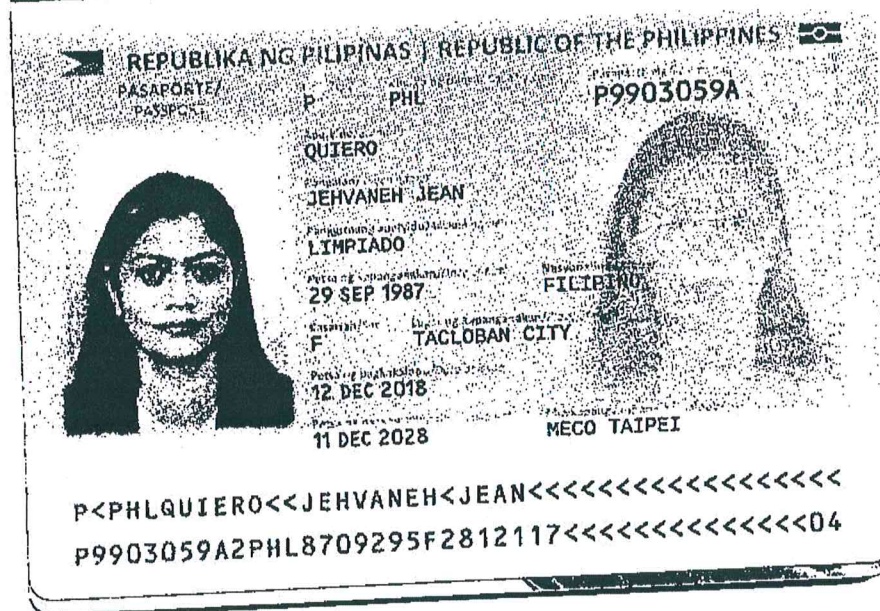 REPUBLIKA NG PILIPINAS | REPUBLIC OF THE PHILIPPINES
PASAPORTE/
PASSPORT
P PHL P9903059A
QUIERO
JEHVANEH JEAN
LIMPIADO
29 SEP 1987 FILIPINO
F TACLOBAN CITY
12 DEC 2018
11 DEC 2028 MECO TAIPEI
P<PHLQUIERO<<JEHVANEH<JEAN<<<<<<<<<<<<<<<<<<
P9903059A2PHL8709295F2812117<<<<<<<<<<<<<<04